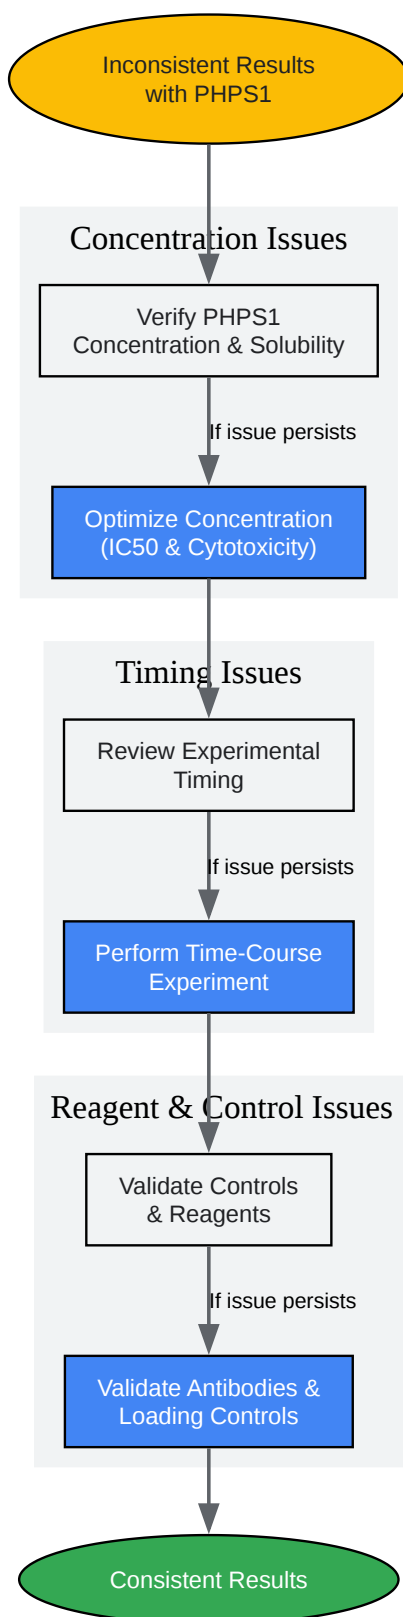 Inconsistent Results
with PHPS1
Concentration Issues
Verify PHPS1
Concentration & Solubility
If issue persists
Optimize Concentration
(IC50 & Cytotoxicity)
Timing Issues
Review Experimental
Timing
If issue persists
Perform Time-Course
Experiment
Reagent & Control Issues
Validate Controls
& Reagents
If issue persists
Validate Antibodies &
Loading Controls
Consistent Results